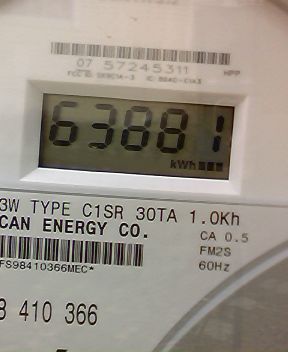 07 57245311
HPP
63881
kWh
3W TYPE C1SR 30TA 1.0Kh
CAN ENERGY CO.
CA 0.5
FM2S
60Hz
FS98410366MEC*
410 366